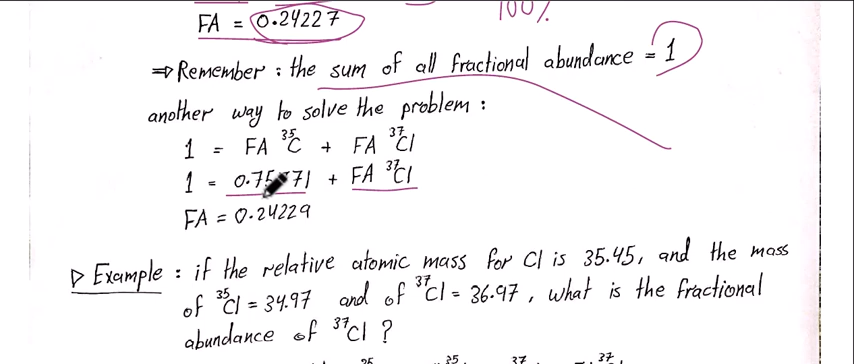 FA = 0.24227
100%
⇒ Remember : the sum of all fractional abundance = 1
another way to solve the problem :
1 = FA ³⁵C + FA ³⁷Cl
1 = + FA ³⁷Cl
FA = 0.24229
▷ Example : if the relative atomic mass for Cl is 35.45, and the mass
of ³⁵Cl = 34.97 and of ³⁷Cl = 36.97 , what is the fractional
abundance of ³⁷Cl ?